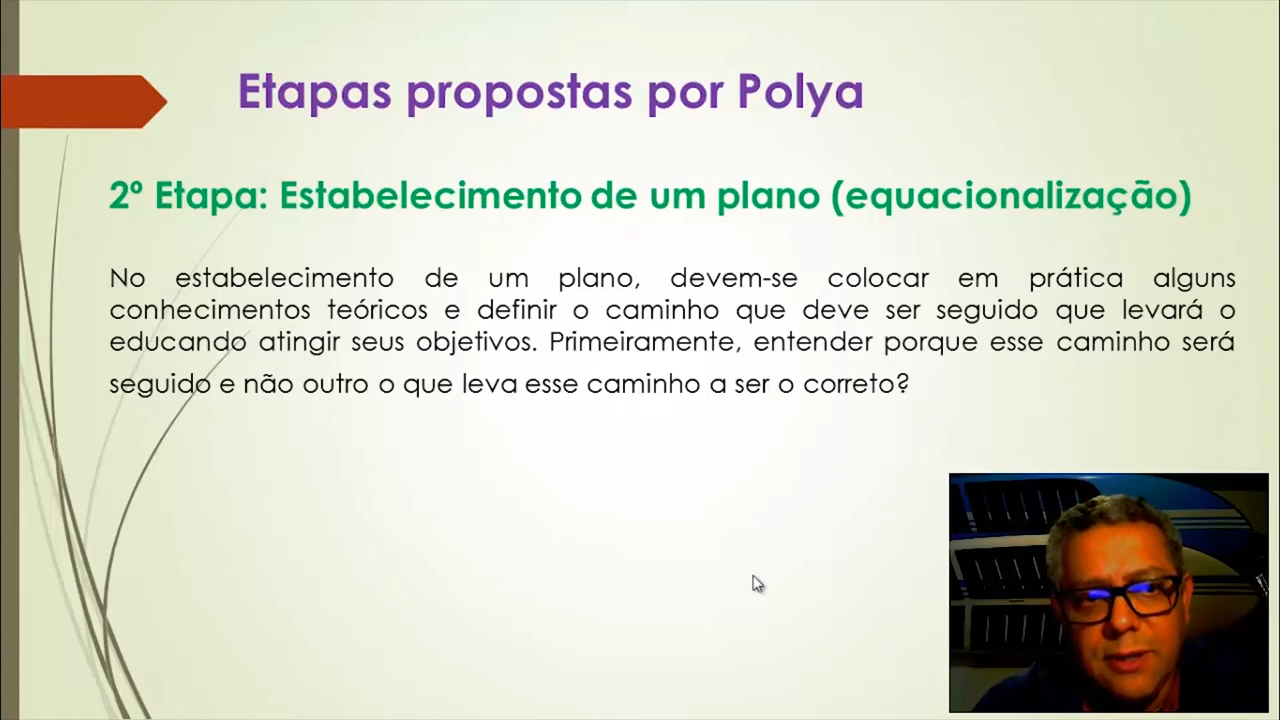 Etapas propostas por Polya
2º Etapa: Estabelecimento de um plano (equacionalização)
No estabelecimento de um plano, devem-se colocar em prática alguns
conhecimentos teóricos e definir o caminho que deve ser seguido que levará o
educando atingir seus objetivos. Primeiramente, entender porque esse caminho será
seguido e não outro o que leva esse caminho a ser o correto?